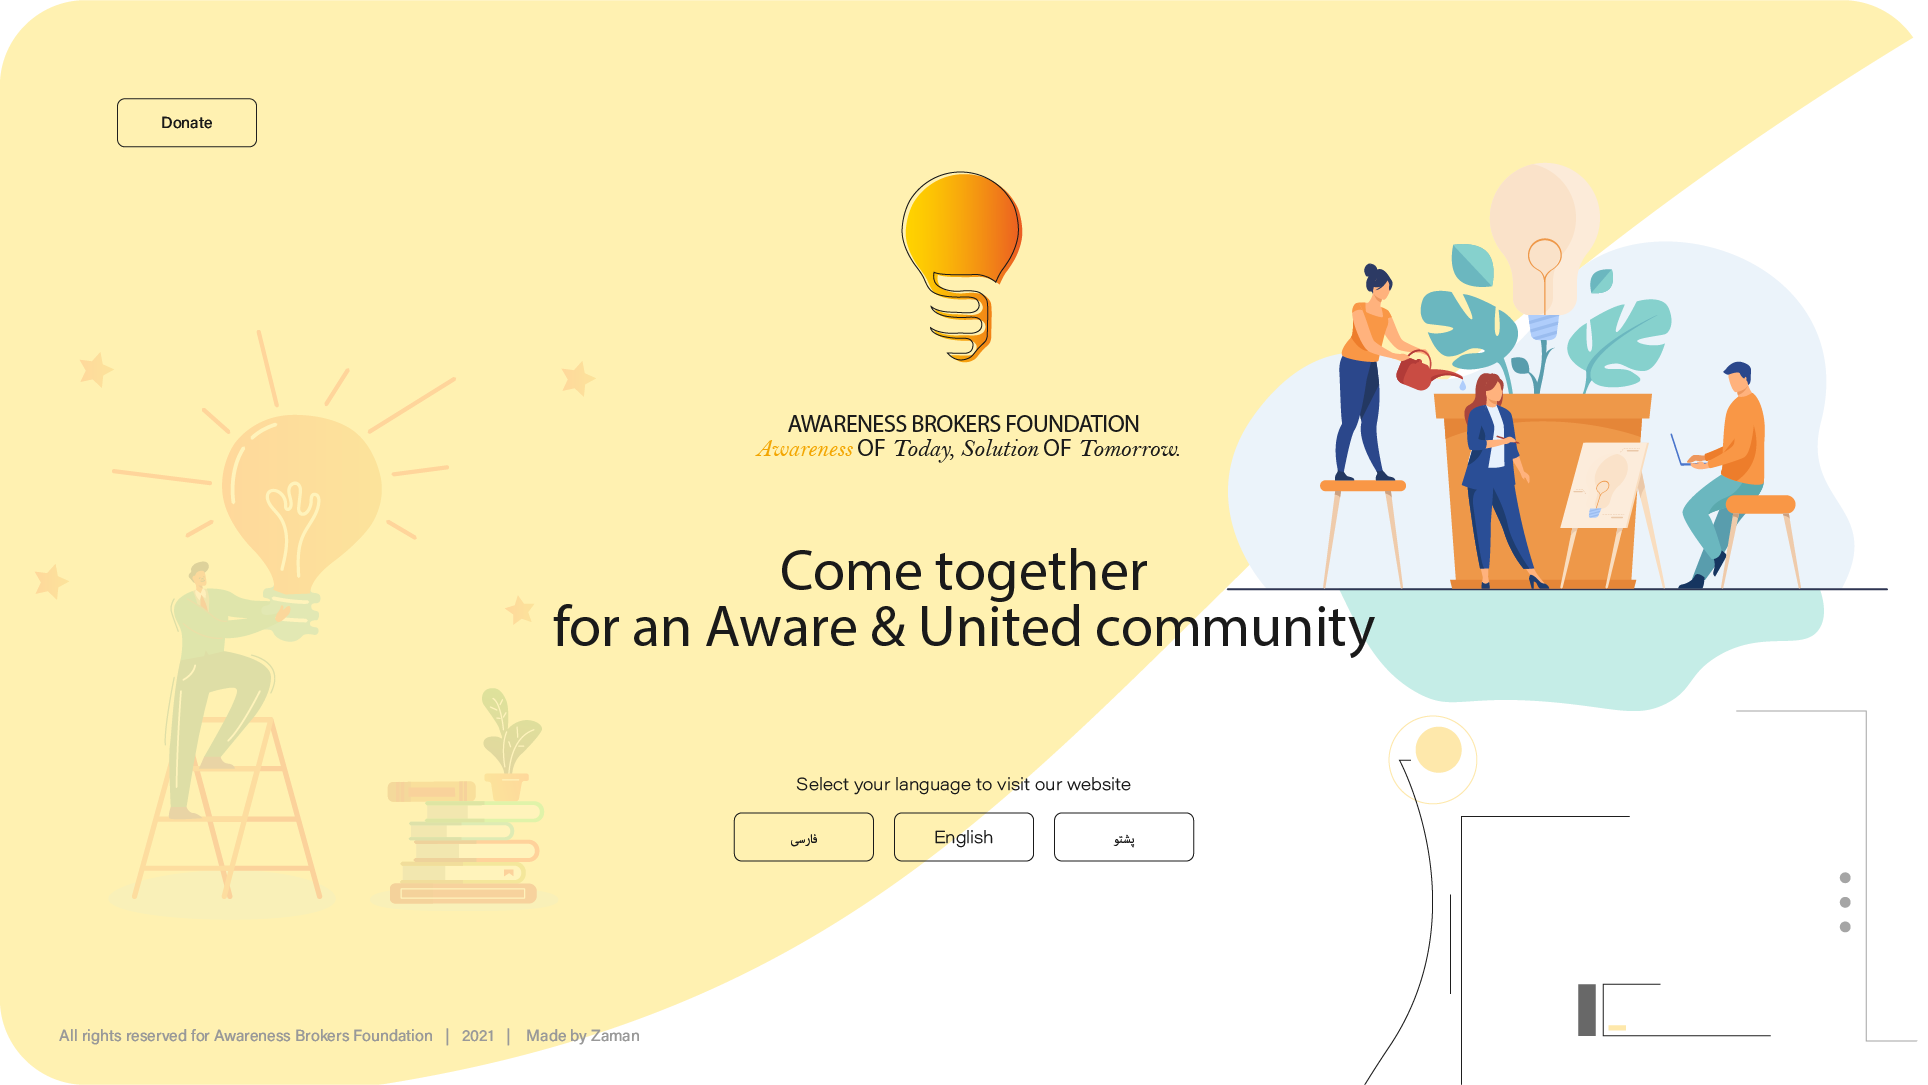 Donate
AWARENESS BROKERS FOUNDATION
Awareness OF Today, Solution OF Tomorrow.
Come together
for an Aware & United community
Select your language to visit our website
فارسی
English
پشتو
All rights reserved for Awareness Brokers Foundation | 2021 | Made by Zaman